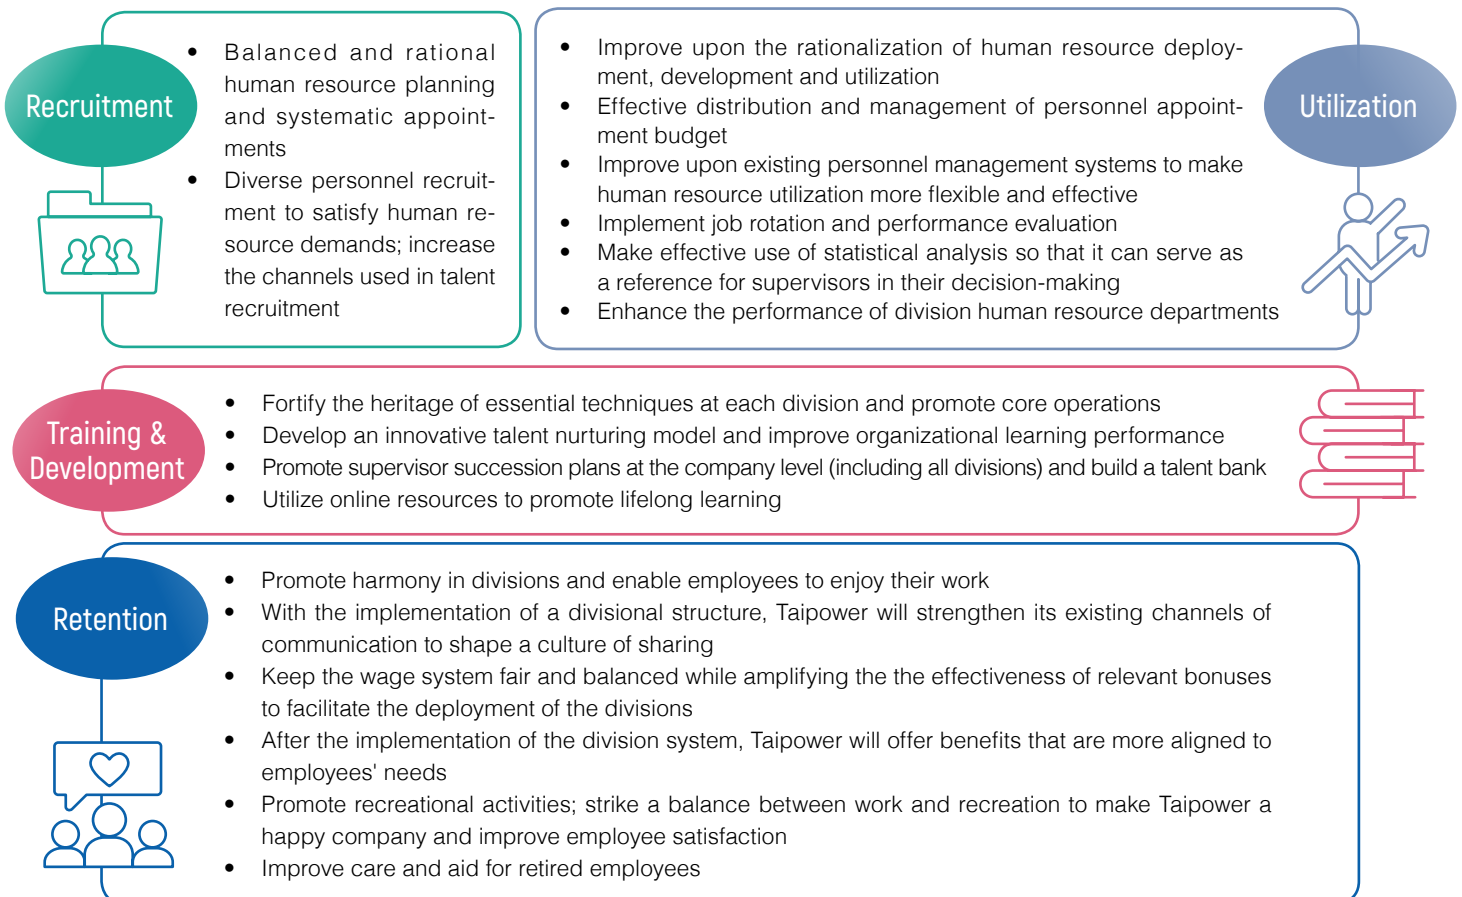 Recruitment
• Balanced and rational
human resource planning
and systematic appoint-
ments
• Diverse personnel recruit-
ment to satisfy human re-
source demands; increase
the channels used in talent
recruitment
Utilization
• Improve upon the rationalization of human resource deploy-
ment, development and utilization
• Effective distribution and management of personnel appoint-
ment budget
• Improve upon existing personnel management systems to make
human resource utilization more flexible and effective
• Implement job rotation and performance evaluation
• Make effective use of statistical analysis so that it can serve as
a reference for supervisors in their decision-making
• Enhance the performance of division human resource departments
Training &
Development
• Fortify the heritage of essential techniques at each division and promote core operations
• Develop an innovative talent nurturing model and improve organizational learning performance
• Promote supervisor succession plans at the company level (including all divisions) and build a talent bank
• Utilize online resources to promote lifelong learning
Retention
• Promote harmony in divisions and enable employees to enjoy their work
• With the implementation of a divisional structure, Taipower will strengthen its existing channels of
communication to shape a culture of sharing
• Keep the wage system fair and balanced while amplifying the the effectiveness of relevant bonuses
to facilitate the deployment of the divisions
• After the implementation of the division system, Taipower will offer benefits that are more aligned to
employees' needs
• Promote recreational activities; strike a balance between work and recreation to make Taipower a
happy company and improve employee satisfaction
• Improve care and aid for retired employees